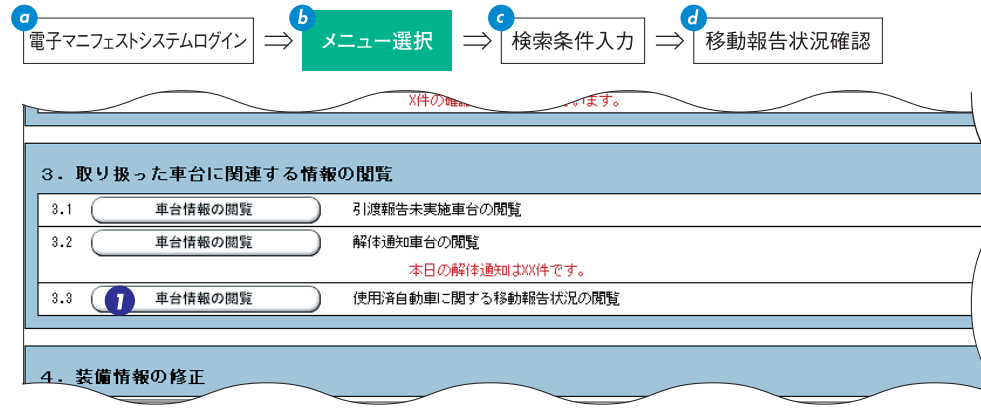 a 電子マニフェストシステムログイン ⇒ b メニュー選択 ⇒ c 検索条件入力 ⇒ d 移動報告状況確認
X件の確
います。
3. 取り扱った車台に関連する情報の閲覧
3.1 車台情報の閲覧 引渡報告未実施車台の閲覧
3.2 車台情報の閲覧 解体通知車台の閲覧
本日の解体通知はXX件です。
3.3 1 車台情報の閲覧 使用済自動車に関する移動報告状況の閲覧
4. 装備情報の修正